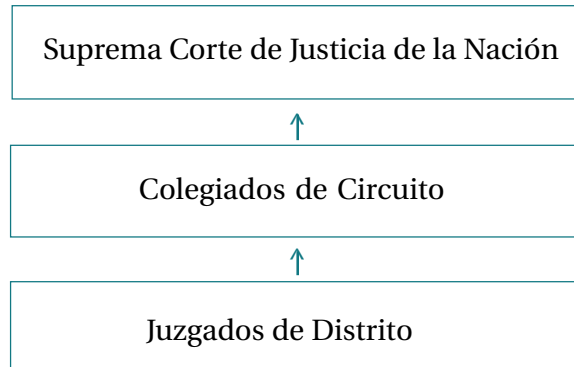 Suprema Corte de Justicia de la Nación
Colegiados de Circuito
Juzgados de Distrito